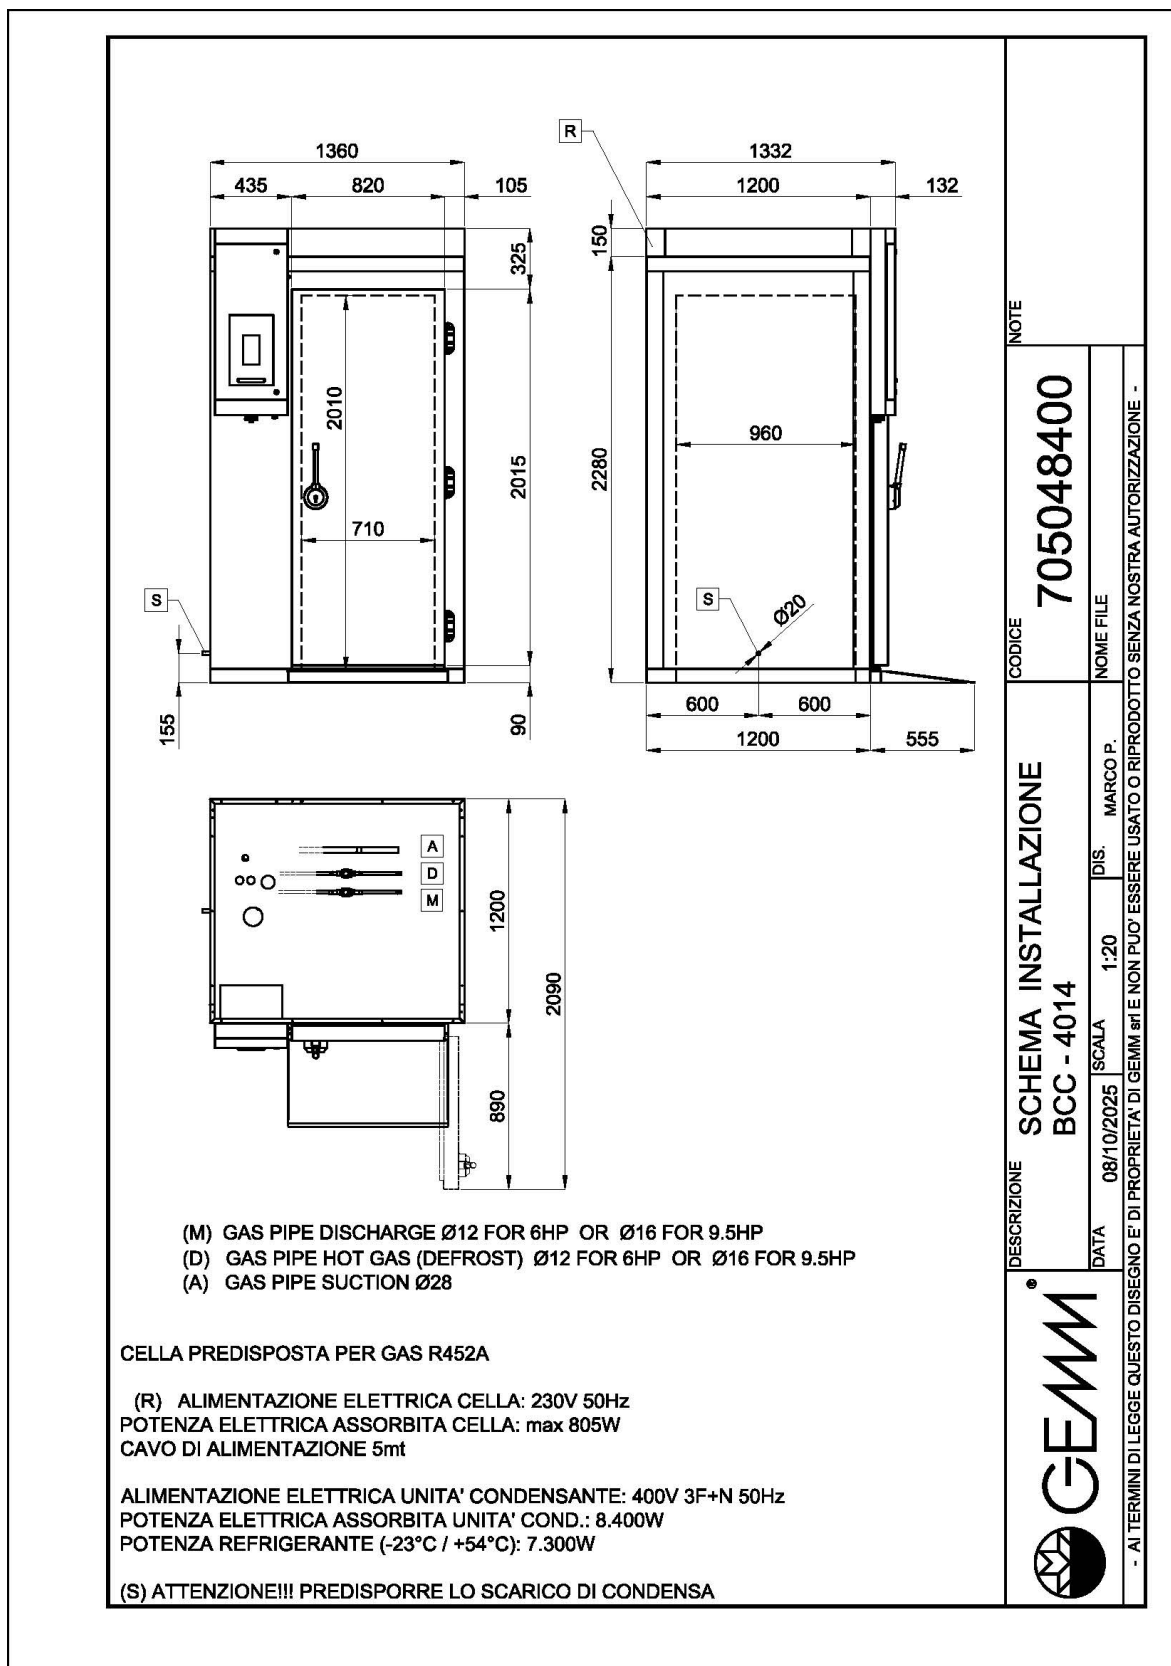 R
1360
435
820
105
1332
1200
132
325
150
2010
2015
710
960
2280
S
155
90
S
Ø20
600
600
1200
555
A
D
M
1200
2090
890
(M) GAS PIPE DISCHARGE Ø12 FOR 6HP OR Ø16 FOR 9.5HP
(D) GAS PIPE HOT GAS (DEFROST) Ø12 FOR 6HP OR Ø16 FOR 9.5HP
(A) GAS PIPE SUCTION Ø28
CELLA PREDISPOSTA PER GAS R452A
(R) ALIMENTAZIONE ELETTRICA CELLA: 230V 50Hz
POTENZA ELETTRICA ASSORBITA CELLA: max 805W
CAVO DI ALIMENTAZIONE 5mt
ALIMENTAZIONE ELETTRICA UNITA' CONDENSANTE: 400V 3F+N 50Hz
POTENZA ELETTRICA ASSORBITA UNITA' COND.: 8.400W
POTENZA REFRIGERANTE (-23°C / +54°C): 7.300W
(S) ATTENZIONE!!! PREDISPORRE LO SCARICO DI CONDENSA
GEMM ®
DESCRIZIONE
SCHEMA INSTALLAZIONE
BCC - 4014
CODICE
705048400
NOTE
DATA
08/10/2025
SCALA
1:20
DIS.
MARCO P.
NOME FILE
- AI TERMINI DI LEGGE QUESTO DISEGNO E' DI PROPRIETA' DI GEMM srl E NON PUO' ESSERE USATO O RIPRODOTTO SENZA NOSTRA AUTORIZZAZIONE -